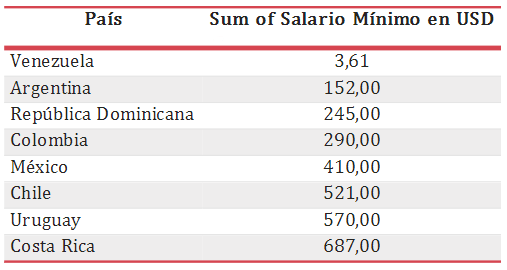 País Sum of Salario Mínimo en USD
Venezuela 3,61
Argentina 152,00
República Dominicana 245,00
Colombia 290,00
México 410,00
Chile 521,00
Uruguay 570,00
Costa Rica 687,00